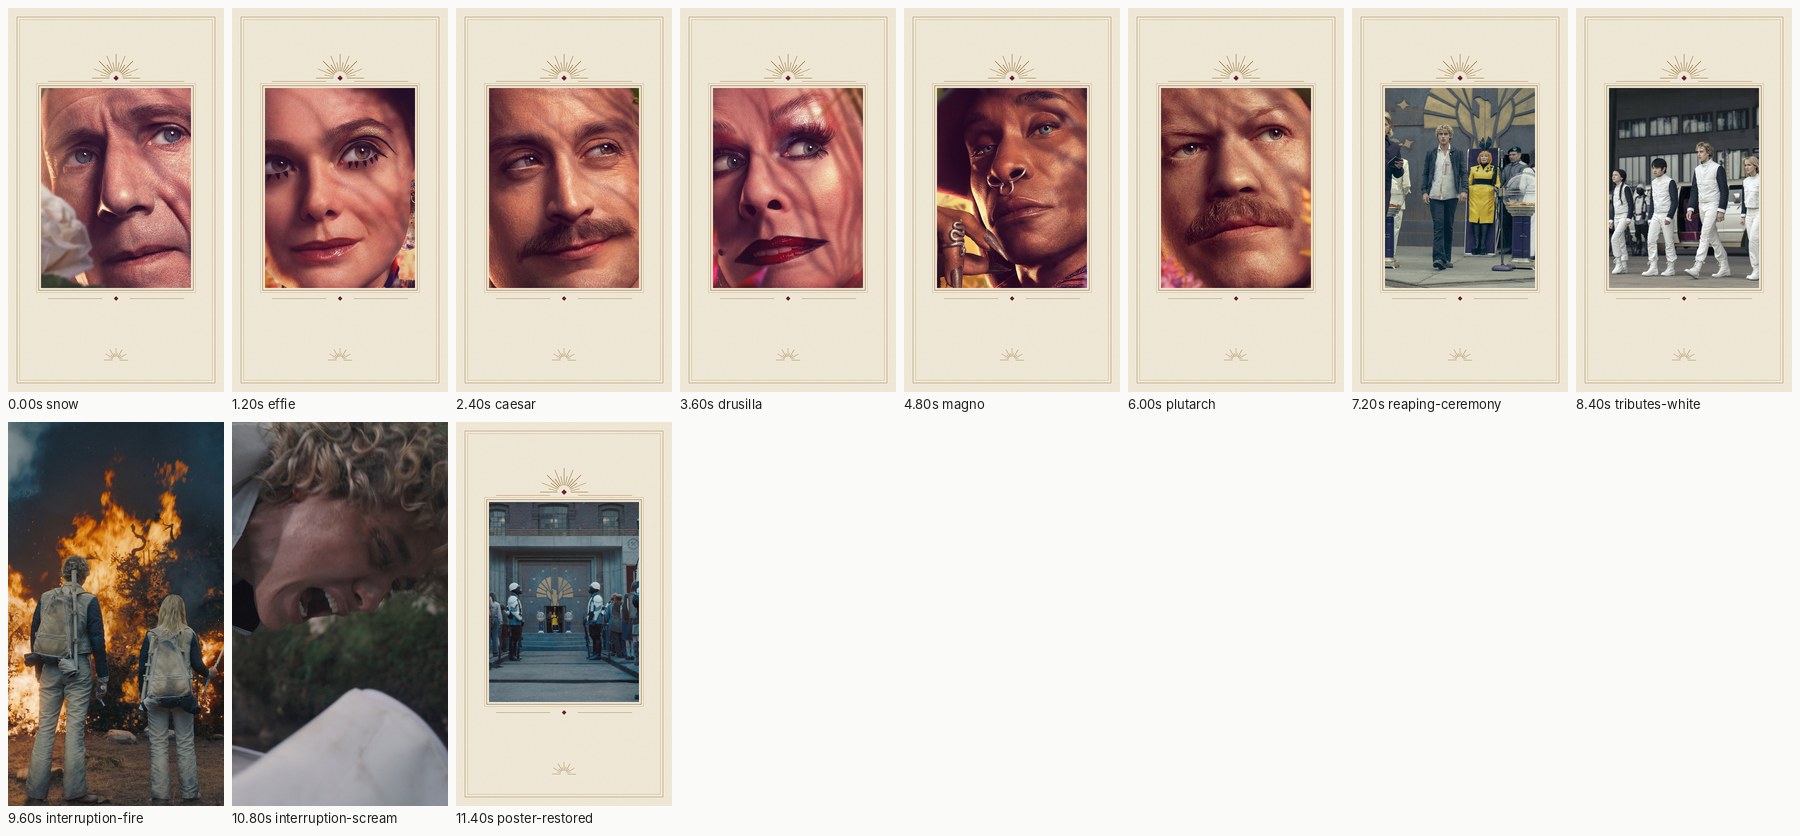 0.00s snow
1.20s effie
2.40s caesar
3.60s drusilla
4.80s magno
6.00s plutarch
7.20s reaping-ceremony
8.40s tributes-white
9.60s interruption-fire
10.80s interruption-scream
11.40s poster-restored